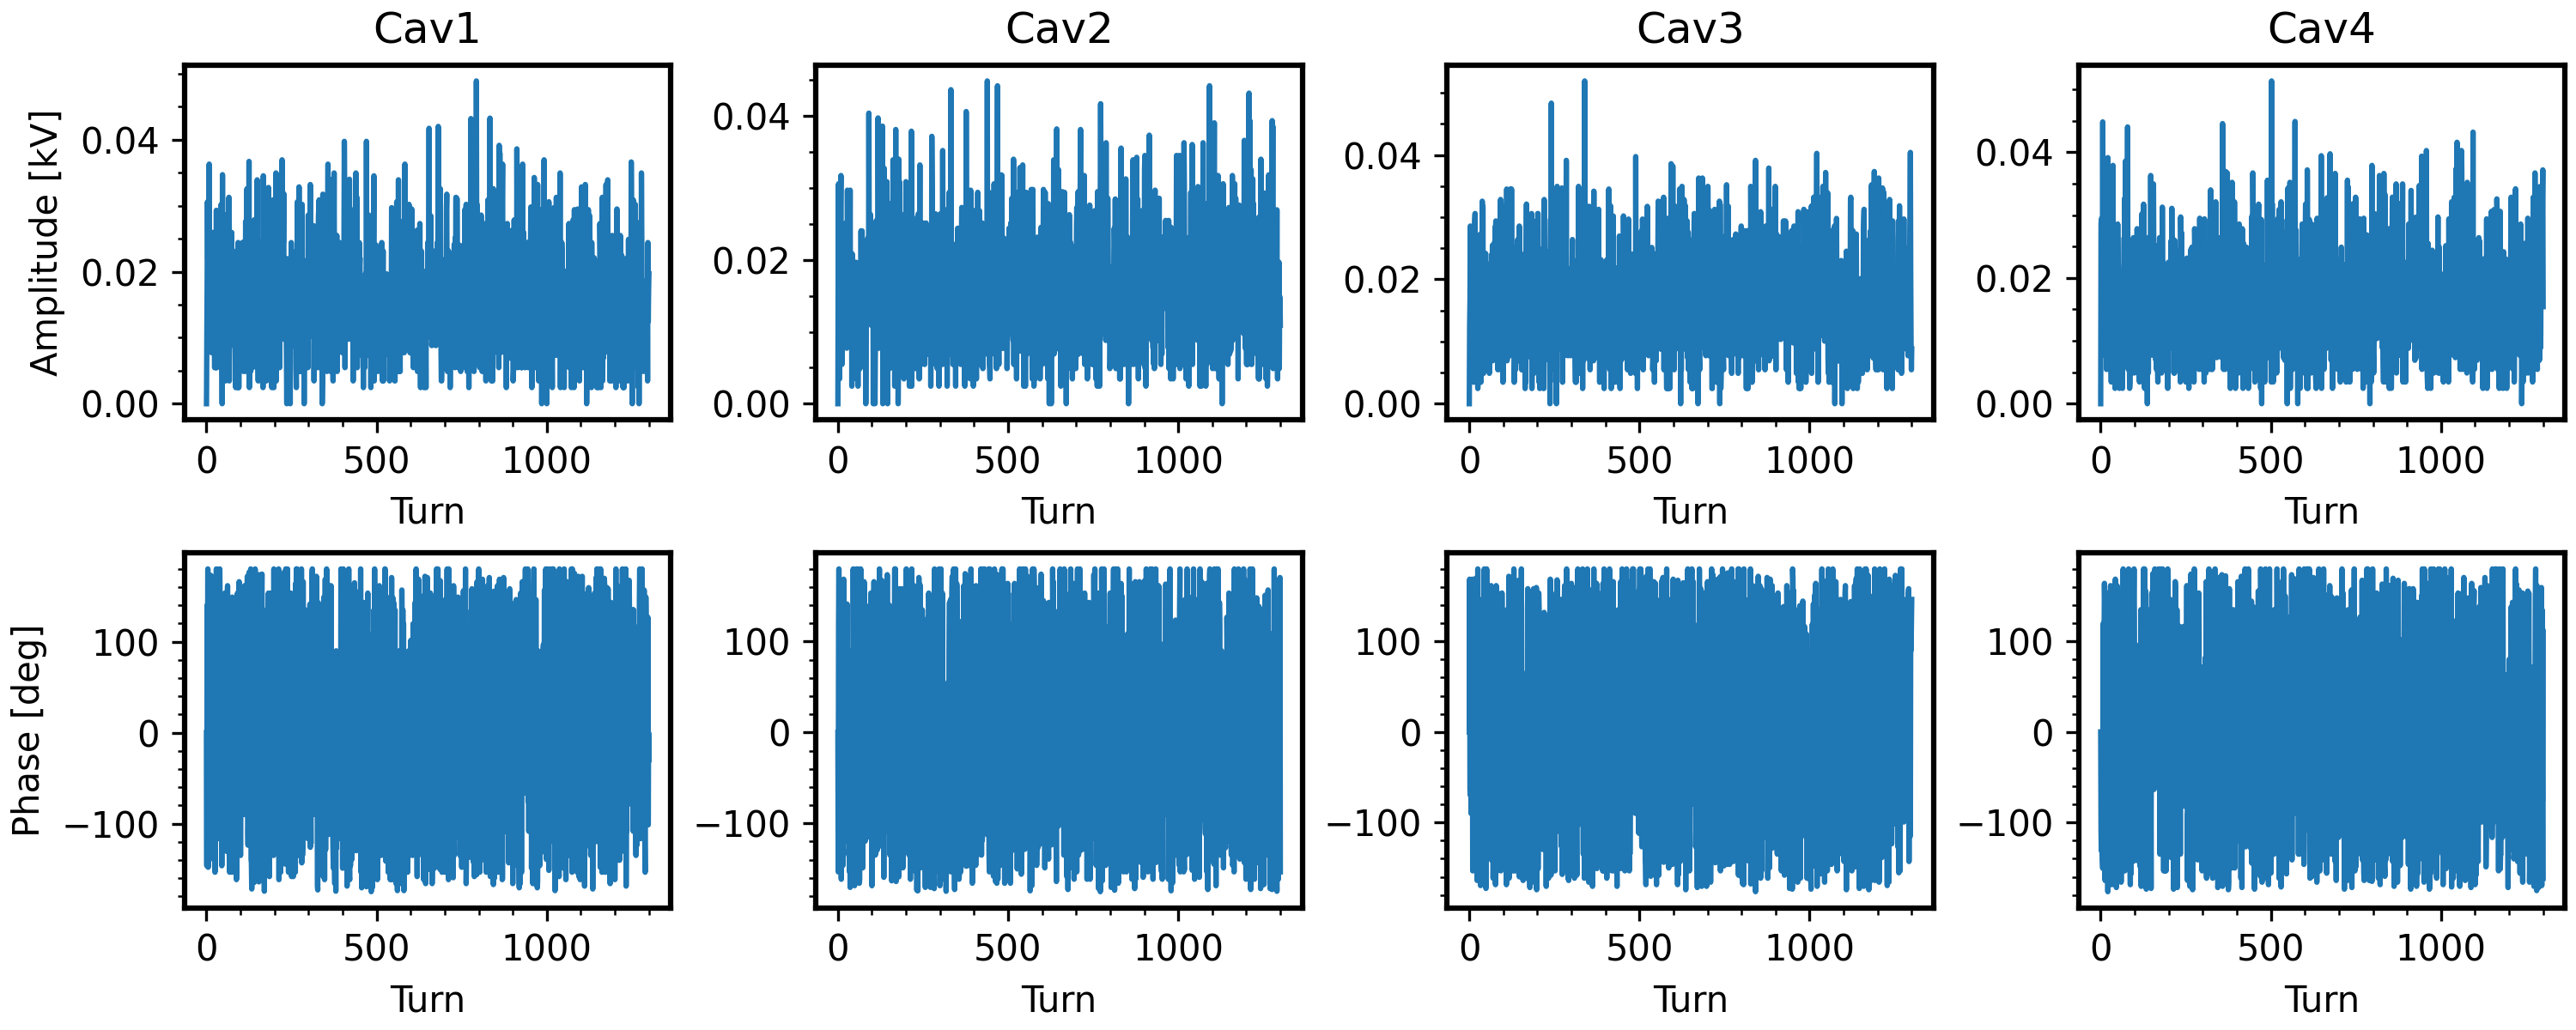 Cav1 Cav2 Cav3 Cav4
Amplitude [kV]
0.04 0.04 0.04 0.04
0.02 0.02 0.02 0.02
0.00 0.00 0.00 0.00
0 500 1000 0 500 1000 0 500 1000 0 500 1000
Turn Turn Turn Turn
Phase [deg]
100 100 100 100
0 0 0 0
−100 −100 −100 −100
0 500 1000 0 500 1000 0 500 1000 0 500 1000
Turn Turn Turn Turn